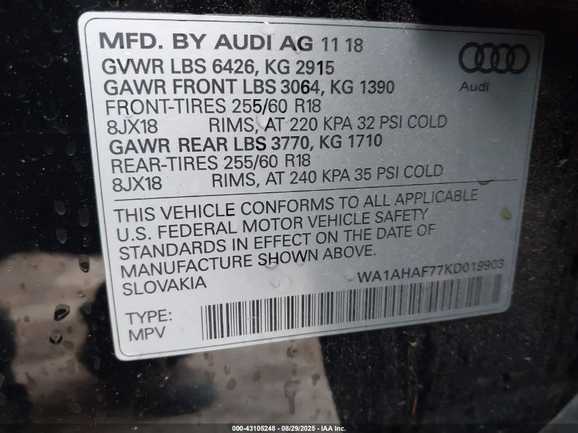 MFD. BY AUDI AG 11 18
GVWR LBS 6426, KG 2915
GAWR FRONT LBS 3064, KG 1390
FRONT-TIRES 255/60 R18
8JX18 RIMS, AT 220 KPA 32 PSI COLD
GAWR REAR LBS 3770, KG 1710
REAR-TIRES 255/60 R18
8JX18 RIMS, AT 240 KPA 35 PSI COLD
Audi
THIS VEHICLE CONFORMS TO ALL APPLICABLE
U.S. FEDERAL MOTOR VEHICLE SAFETY
STANDARDS IN EFFECT ON THE DATE OF
MANUFACTURE SHOWN ABOVE.
SLOVAKIA
WA1AHAF77KD019903
TYPE:
MPV
000-43105248 - 08/29/2025 - IAA Inc.